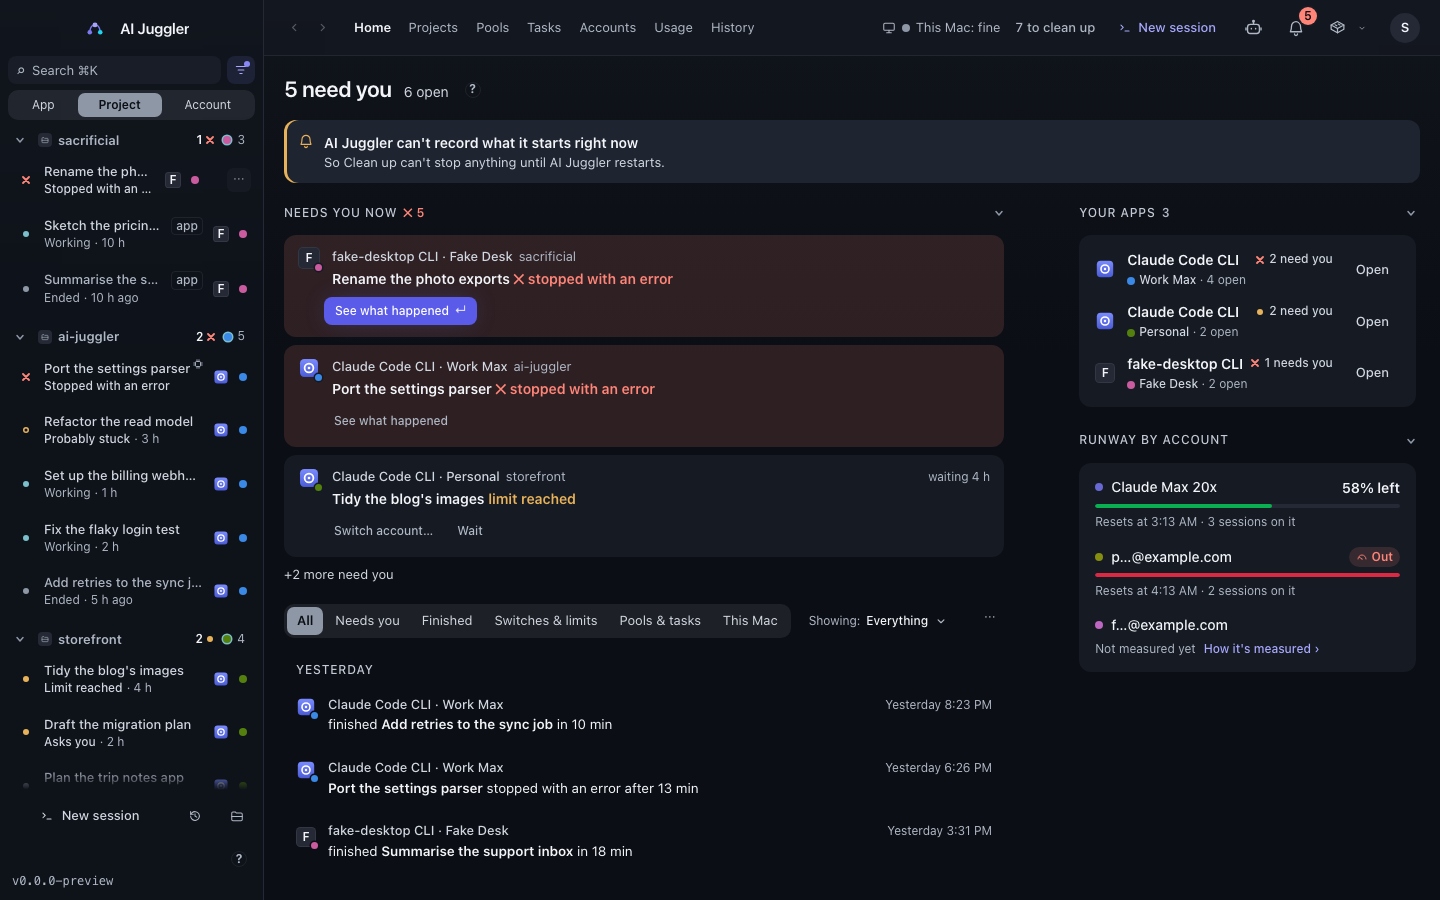 AI Juggler
Search ⌘K
App Project Account
sacrificial 1 3
Rename the ph...
Stopped with an ...
F
Sketch the pricin... app
Working · 10 h
F
Summarise the s... app
Ended · 10 h ago
F
ai-juggler 2 5
Port the settings parser
Stopped with an error
Refactor the read model
Probably stuck · 3 h
Set up the billing webh...
Working · 1 h
Fix the flaky login test
Working · 2 h
Add retries to the sync j...
Ended · 5 h ago
storefront 2 4
Tidy the blog's images
Limit reached · 4 h
Draft the migration plan
Asks you · 2 h
Plan the trip notes app
New session
?
v0.0.0-preview
Home Projects Pools Tasks Accounts Usage History
This Mac: fine 7 to clean up New session 5 S
5 need you 6 open ?
AI Juggler can't record what it starts right now
So Clean up can't stop anything until AI Juggler restarts.
NEEDS YOU NOW 5
F fake-desktop CLI · Fake Desk sacrificial
Rename the photo exports stopped with an error
See what happened
Claude Code CLI · Work Max ai-juggler
Port the settings parser stopped with an error
See what happened
Claude Code CLI · Personal storefront waiting 4 h
Tidy the blog's images limit reached
Switch account... Wait
+2 more need you
All Needs you Finished Switches & limits Pools & tasks This Mac Showing: Everything ...
YESTERDAY
Claude Code CLI · Work Max Yesterday 8:23 PM
finished Add retries to the sync job in 10 min
Claude Code CLI · Work Max Yesterday 6:26 PM
Port the settings parser stopped with an error after 13 min
F fake-desktop CLI · Fake Desk Yesterday 3:31 PM
finished Summarise the support inbox in 18 min
YOUR APPS 3
Claude Code CLI 2 need you
Work Max · 4 open
Open
Claude Code CLI 2 need you
Personal · 2 open
Open
F fake-desktop CLI 1 needs you
Fake Desk · 2 open
Open
RUNWAY BY ACCOUNT
Claude Max 20x 58% left
Resets at 3:13 AM · 3 sessions on it
p...@example.com Out
Resets at 4:13 AM · 2 sessions on it
f...@example.com
Not measured yet How it's measured ›